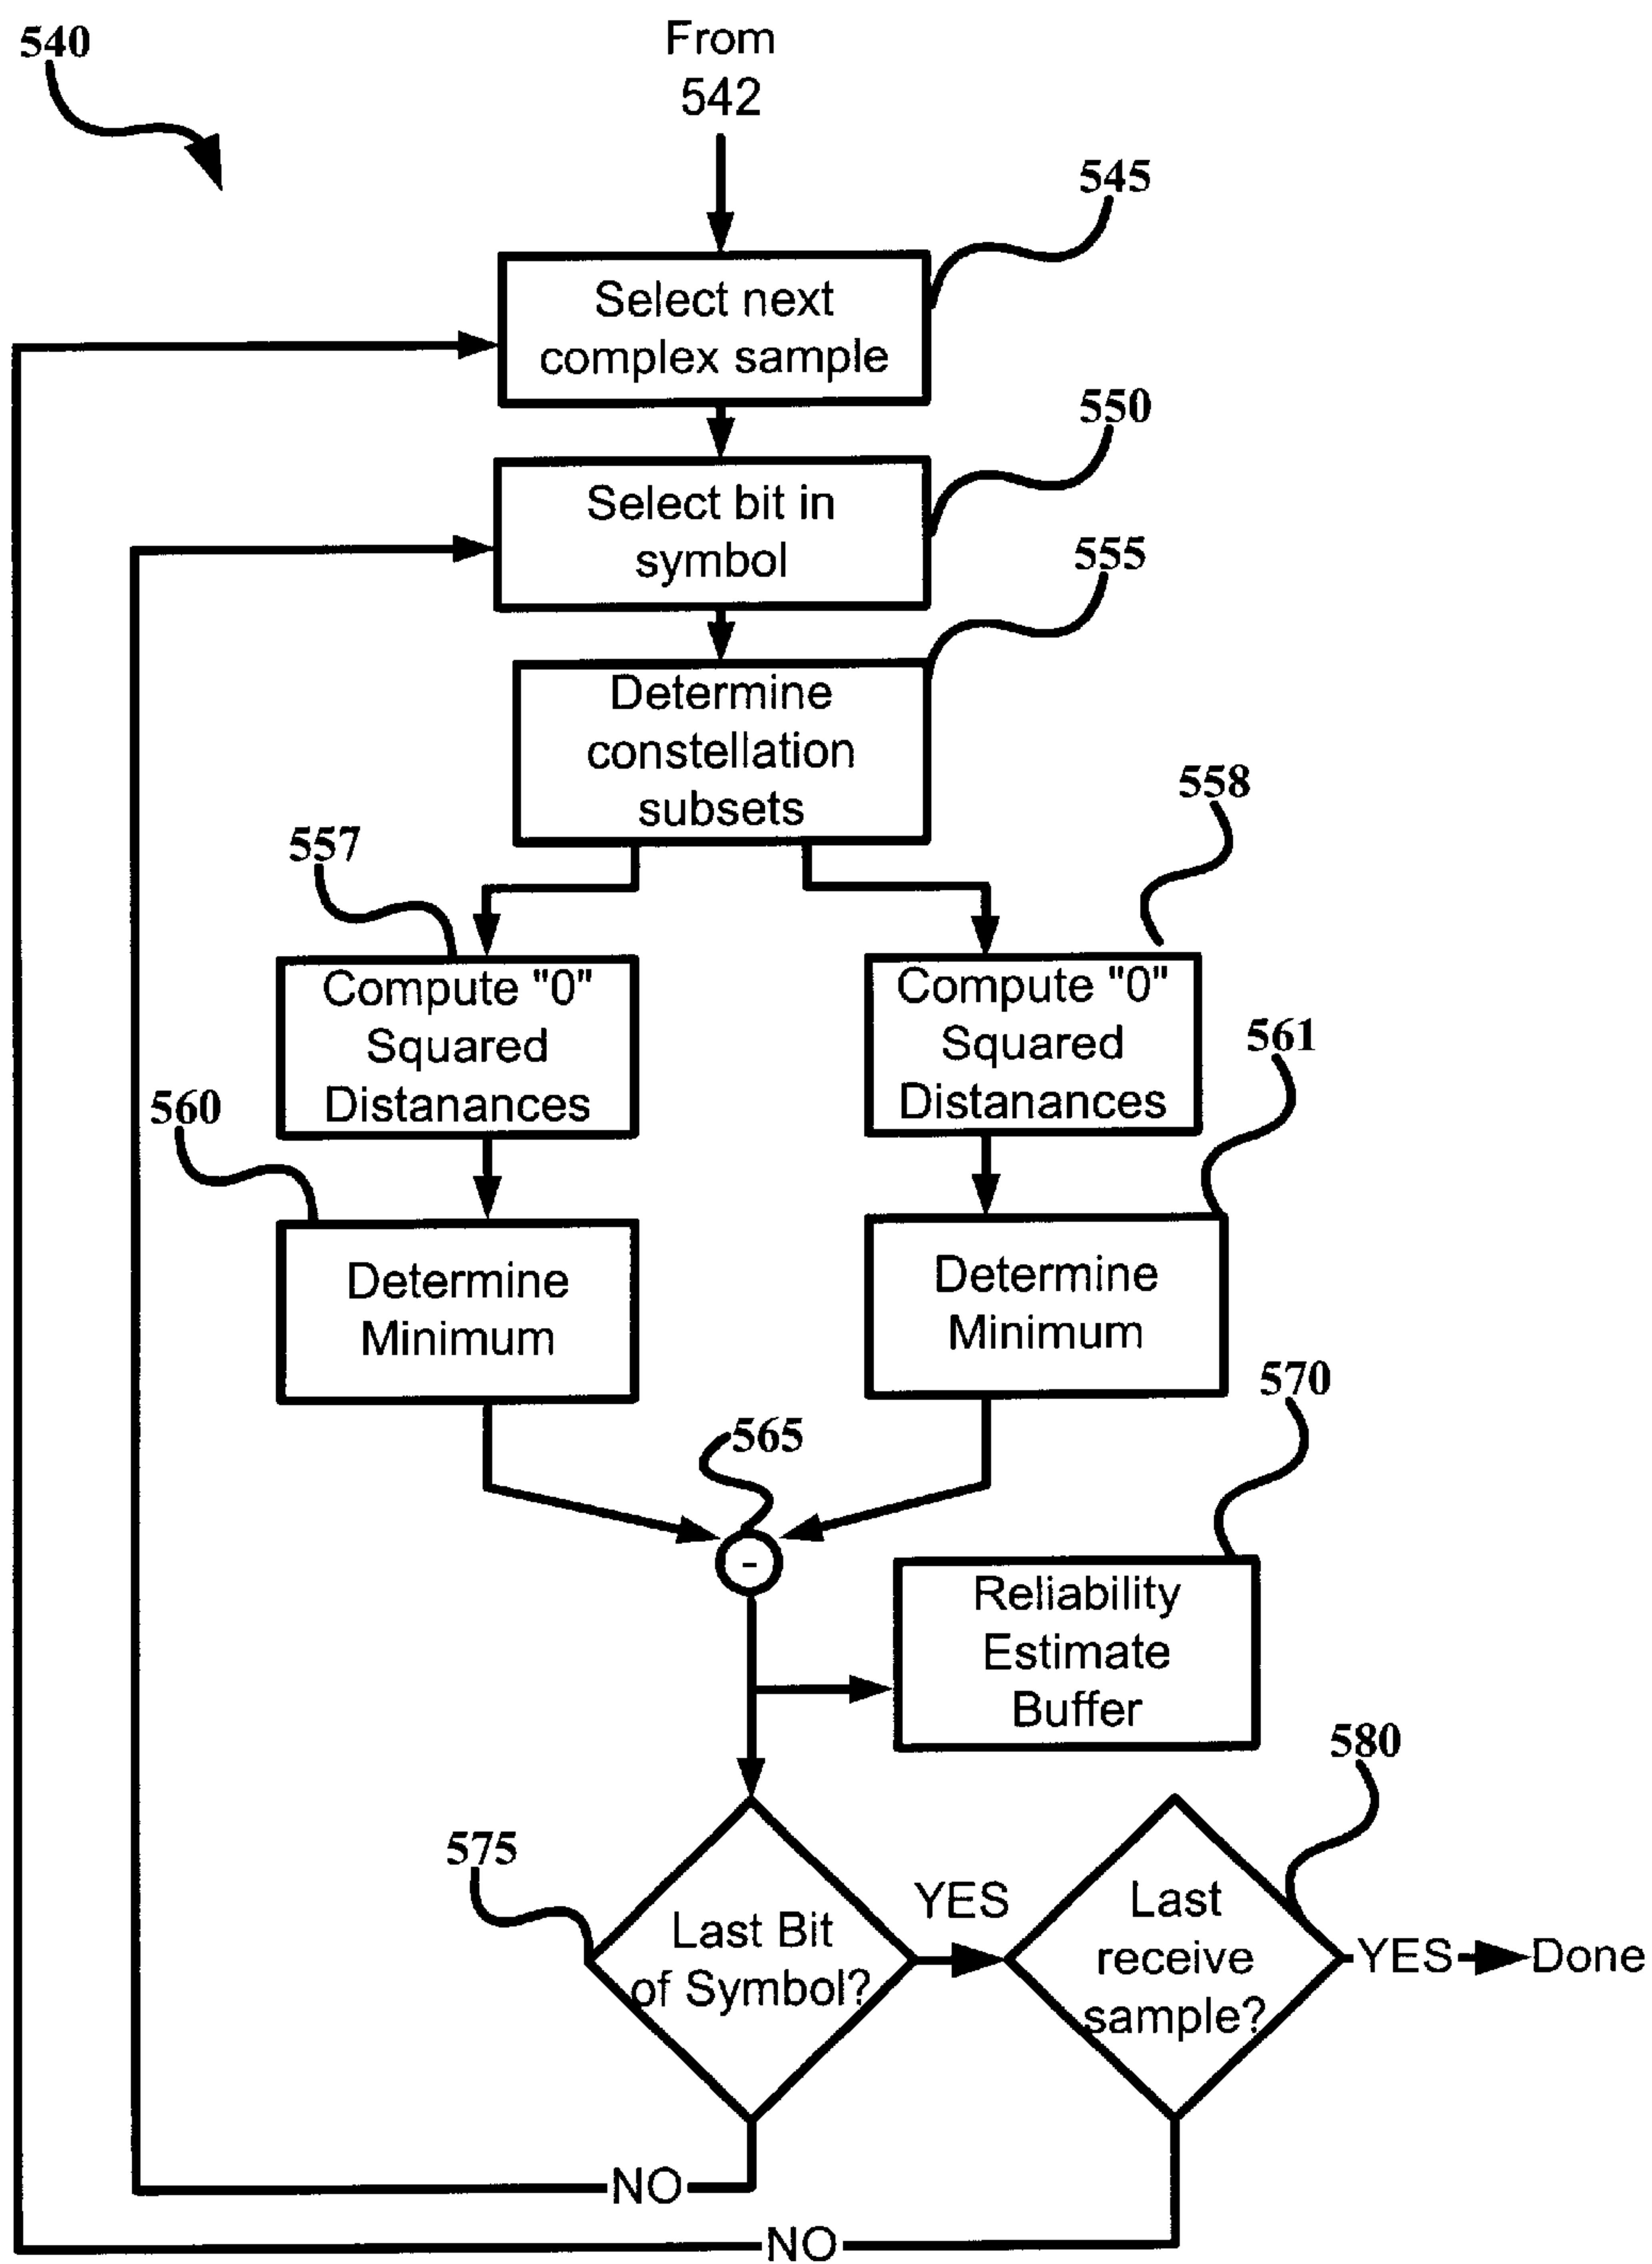 540
From
542
545
Select next
complex sample
550
Select bit in
symbol
555
Determine
constellation
subsets
557
558
Compute "0"
Squared
Distanances
Compute "0"
Squared
Distanances
560
561
Determine
Minimum
Determine
Minimum
565
-
570
Reliability
Estimate
Buffer
575
Last Bit
of Symbol?
YES
580
Last
receive
sample?
YES
Done
NO
NO